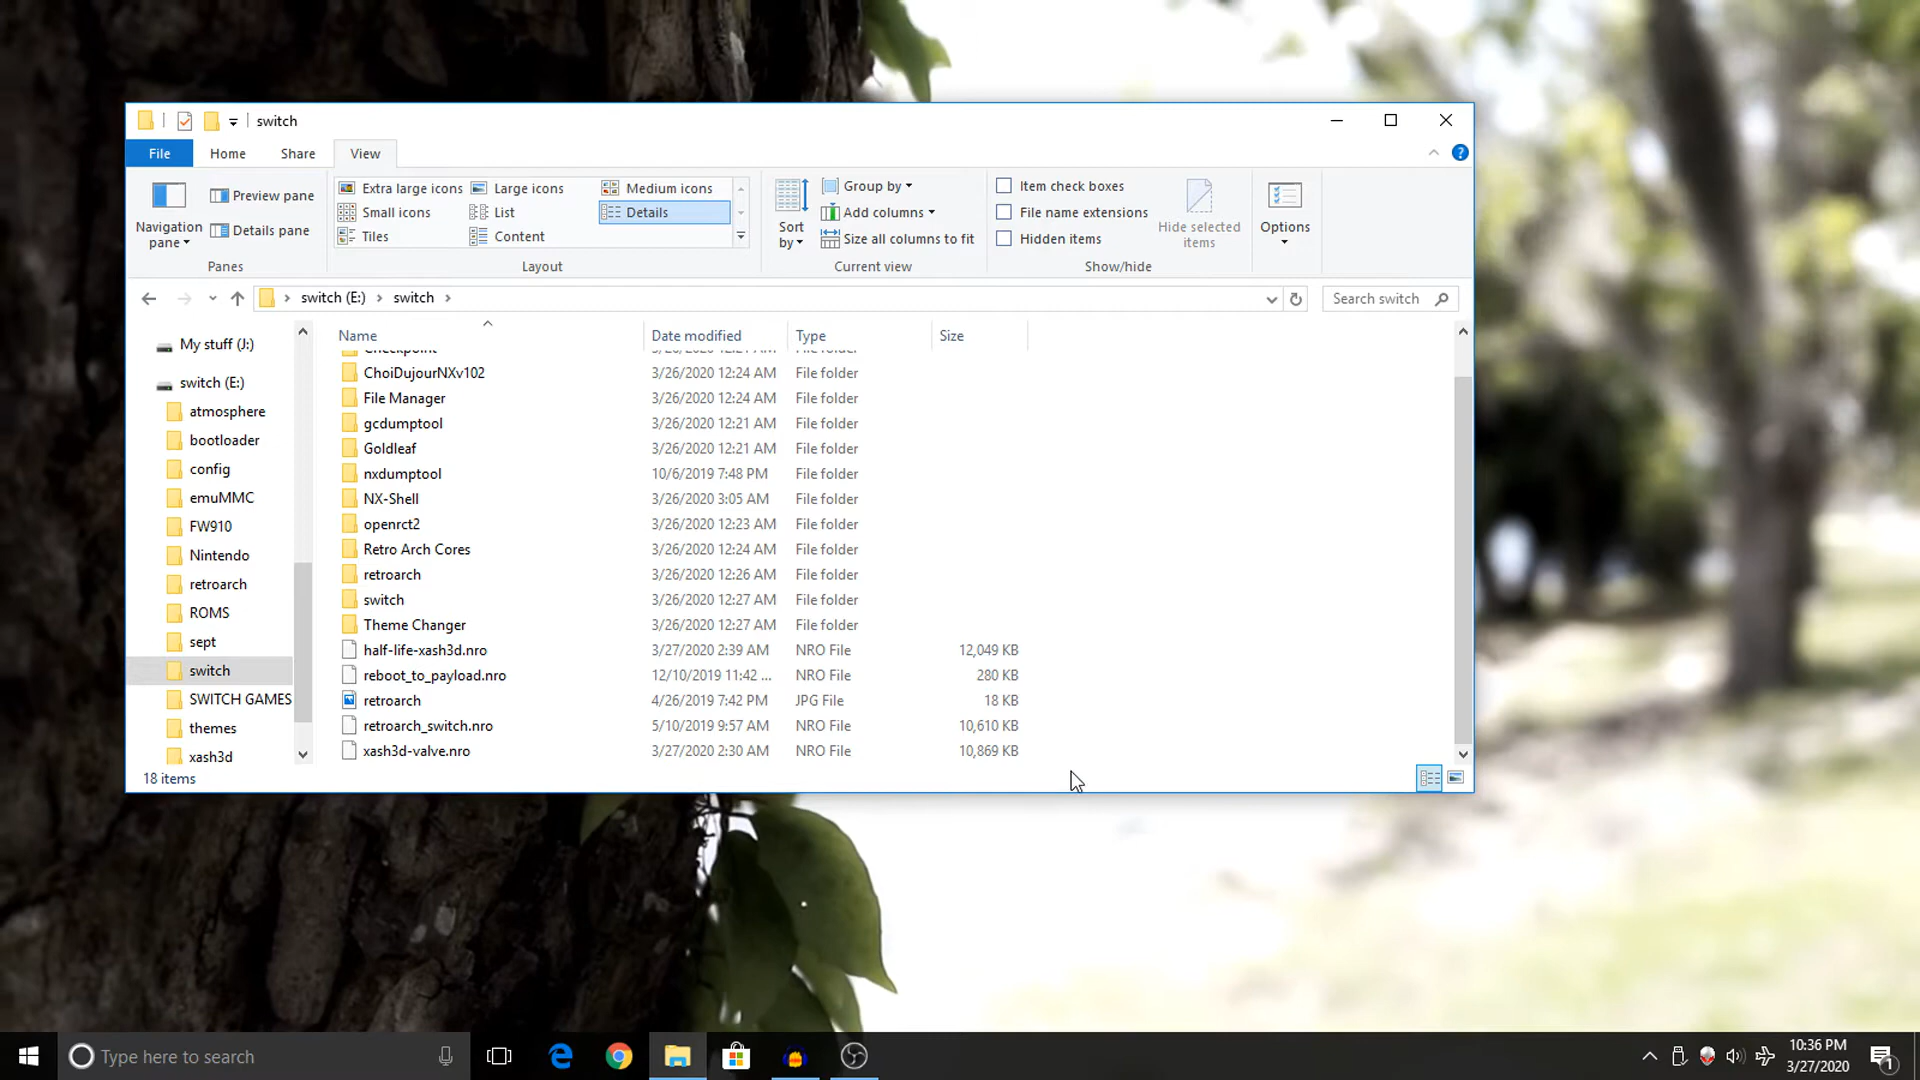 switch
File Home Share View
Navigation pane
Preview pane
Details pane
Panes
Extra large icons Large icons Medium icons
Small icons List Details
Tiles Content
Layout
Sort by
Group by
Add columns
Size all columns to fit
Current view
Item check boxes
File name extensions
Hidden items
Hide selected items
Show/hide
Options
switch (E:) switch
Search switch
My stuff (J:)
switch (E:)
atmosphere
bootloader
config
emuMMC
FW910
Nintendo
retroarch
ROMS
sept
switch
SWITCH GAMES
themes
xash3d
Name Date modified Type Size
Checkpoint 3/26/2020 12:21 AM File folder
ChoiDujourNXv102 3/26/2020 12:24 AM File folder
File Manager 3/26/2020 12:24 AM File folder
gcdumptool 3/26/2020 12:21 AM File folder
Goldleaf 3/26/2020 12:21 AM File folder
nxdumptool 10/6/2019 7:48 PM File folder
NX-Shell 3/26/2020 3:05 AM File folder
openrct2 3/26/2020 12:23 AM File folder
Retro Arch Cores 3/26/2020 12:24 AM File folder
retroarch 3/26/2020 12:26 AM File folder
switch 3/26/2020 12:27 AM File folder
Theme Changer 3/26/2020 12:27 AM File folder
half-life-xash3d.nro 3/27/2020 2:39 AM NRO File 12,049 KB
reboot_to_payload.nro 12/10/2019 11:42 ... NRO File 280 KB
retroarch 4/26/2019 7:42 PM JPG File 18 KB
retroarch_switch.nro 5/10/2019 9:57 AM NRO File 10,610 KB
xash3d-valve.nro 3/27/2020 2:30 AM NRO File 10,869 KB
18 items
Type here to search
10:36 PM
3/27/2020
1